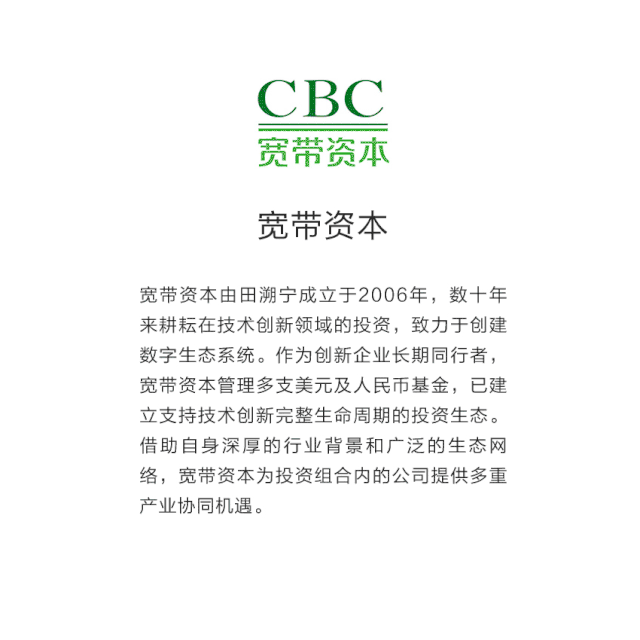 CBC
宽带资本
宽带资本
宽带资本由田溯宁成立于2006年，数十年
来耕耘在技术创新领域的投资，致力于创建
数字生态系统。作为创新企业长期同行者，
宽带资本管理多支美元及人民币基金，已建
立支持技术创新完整生命周期的投资生态。
借助自身深厚的行业背景和广泛的生态网
络，宽带资本为投资组合内的公司提供多重
产业协同机遇。